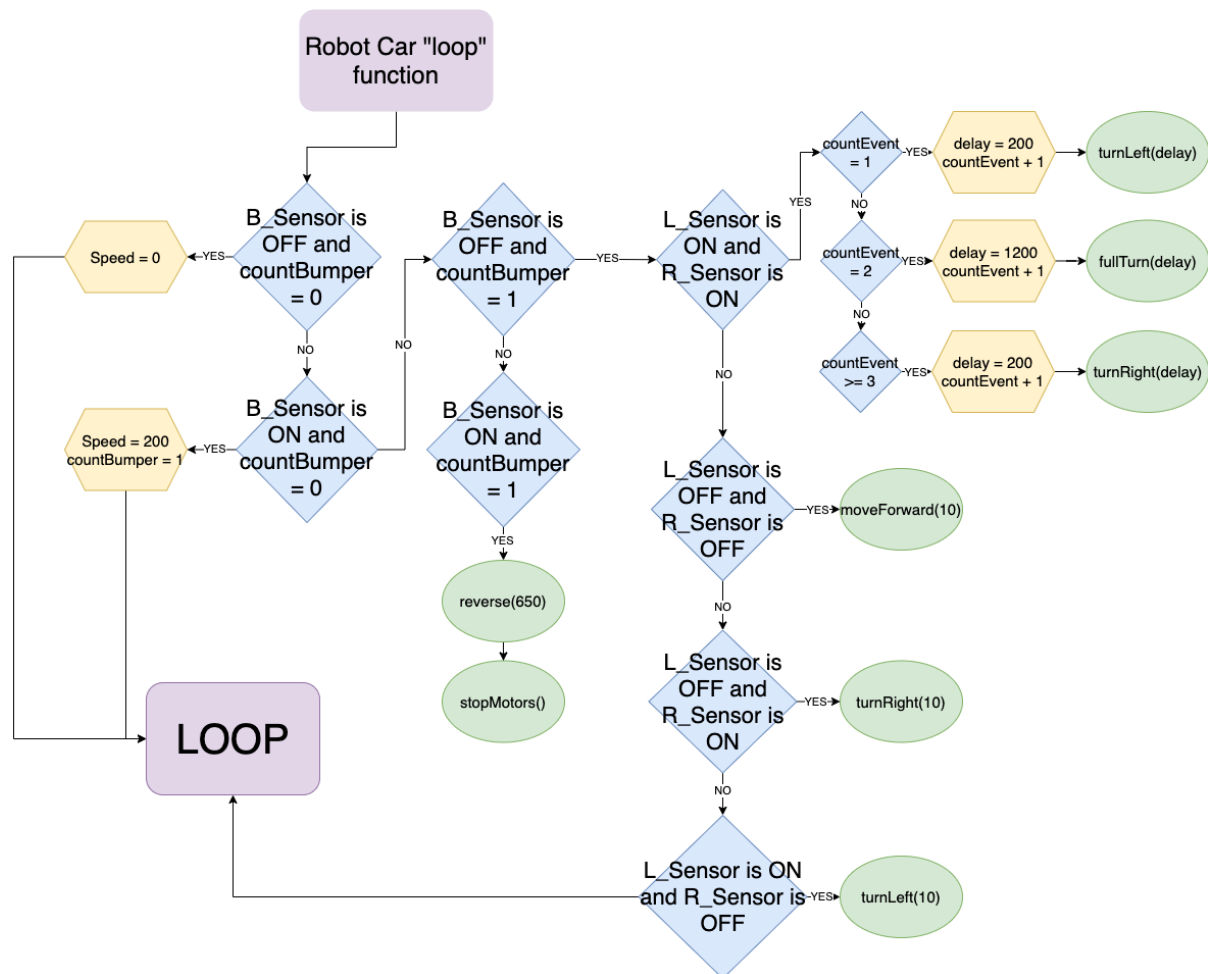 Robot Car "loop"
function
B_Sensor is
OFF and
countBumper
= 0
YES
Speed = 0
NO
B_Sensor is
ON and
countBumper
= 0
YES
Speed = 200
countBumper = 1
NO
B_Sensor is
OFF and
countBumper
= 1
YES
NO
B_Sensor is
ON and
countBumper
= 1
YES
reverse(650)
stopMotors()
L_Sensor is
ON and
R_Sensor is
ON
YES
countEvent
= 1
YES
delay = 200
countEvent + 1
turnLeft(delay)
NO
countEvent
= 2
YES
delay = 1200
countEvent + 1
fullTurn(delay)
NO
countEvent
>= 3
YES
delay = 200
countEvent + 1
turnRight(delay)
NO
L_Sensor is
OFF and
R_Sensor is
OFF
YES
moveForward(10)
NO
L_Sensor is
OFF and
R_Sensor is
ON
YES
turnRight(10)
NO
L_Sensor is ON
and R_Sensor is
OFF
YES
turnLeft(10)
LOOP